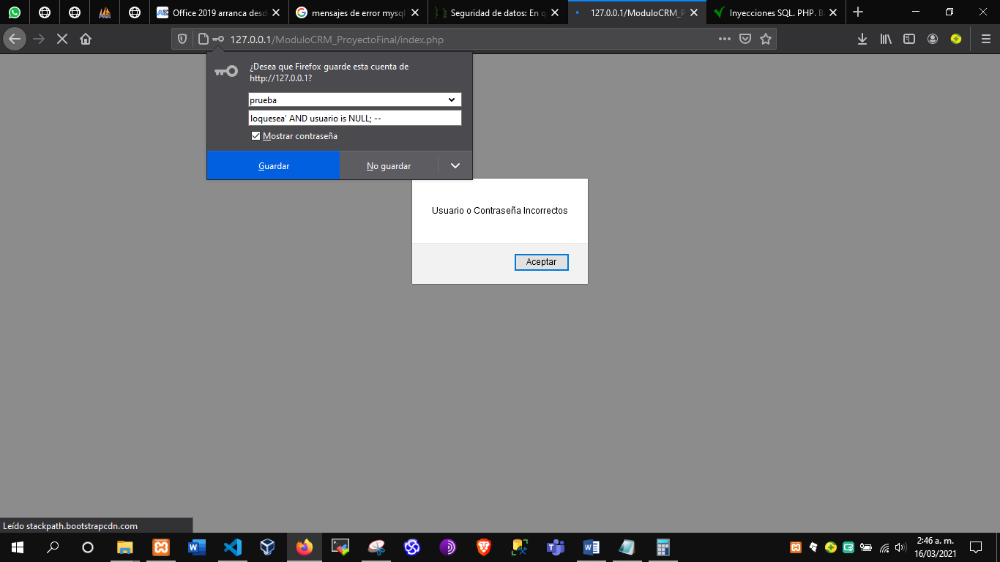 Office 2019 arranca desd
mensajes de error mysql
Seguridad de datos: En q
127.0.0.1/ModuloCRM_P
Inyecciones SQL. PHP. B
127.0.0.1/ModuloCRM_ProyectoFinal/index.php
¿Desea que Firefox guarde esta cuenta de
http://127.0.0.1?
prueba
loquesea' AND usuario is NULL; --
Mostrar contraseña
Guardar
No guardar
Usuario o Contraseña Incorrectos
Aceptar
Leído stackpath.bootstrapcdn.com
2:46 a. m.
16/03/2021